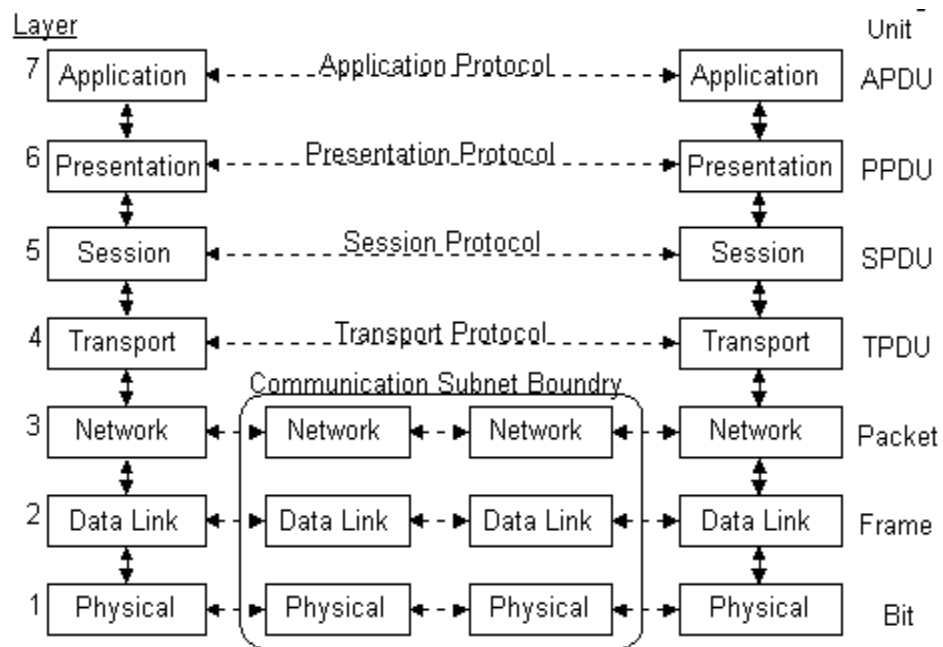 Layer Unit
7 Application Application Protocol Application APDU
6 Presentation Presentation Protocol Presentation PPDU
5 Session Session Protocol Session SPDU
4 Transport Transport Protocol Transport TPDU
Communication Subnet Boundry
3 Network Network Network Network Packet
2 Data Link Data Link Data Link Data Link Frame
1 Physical Physical Physical Physical Bit